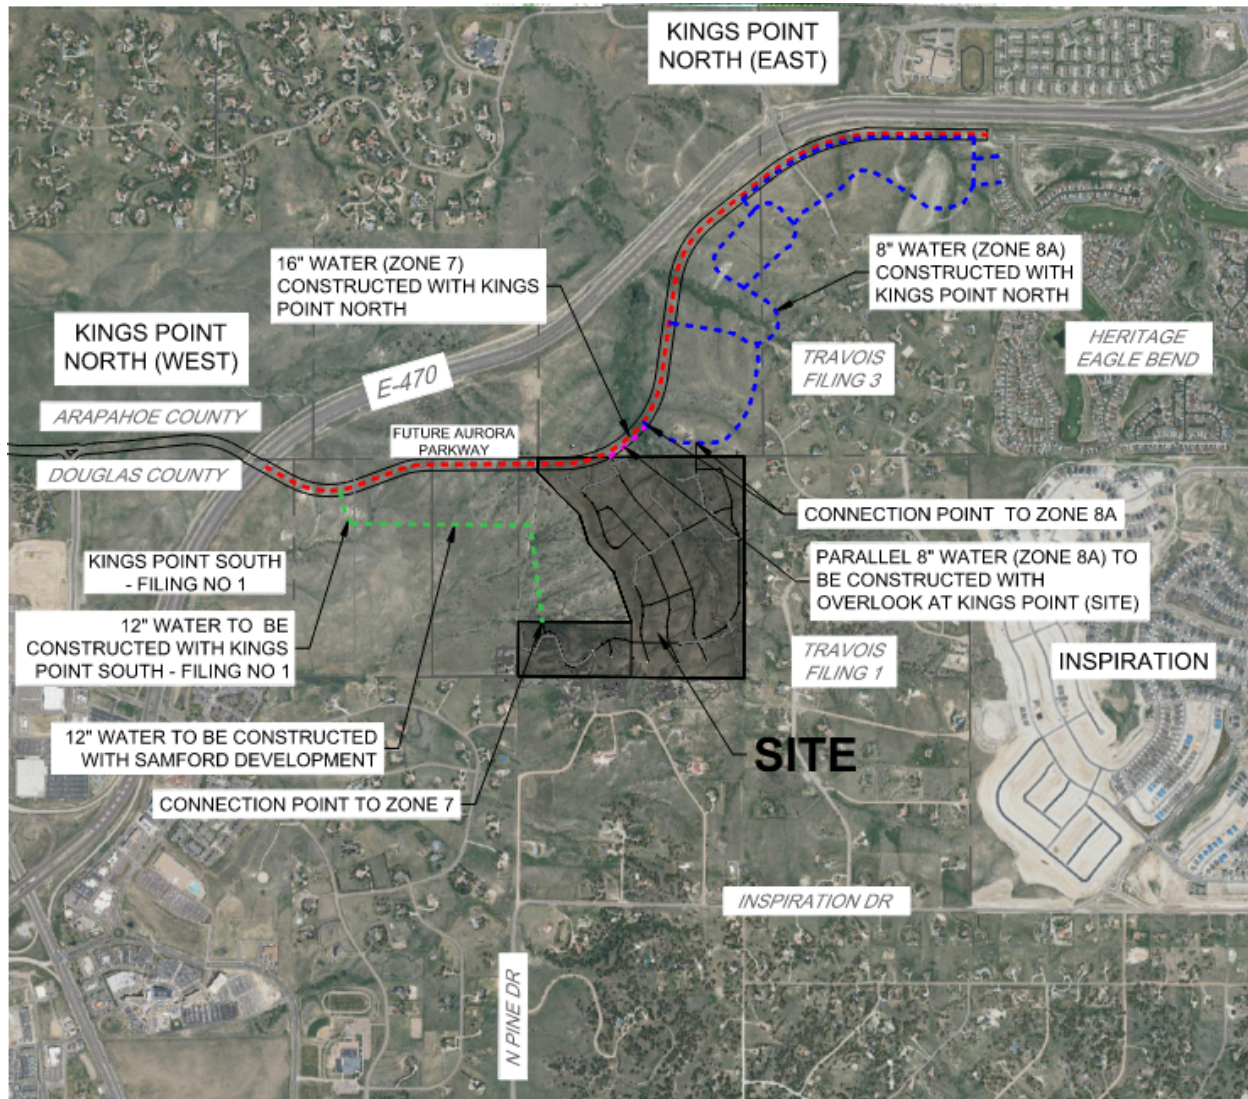 KINGS POINT
NORTH (EAST)
16" WATER (ZONE 7)
CONSTRUCTED WITH KINGS
POINT NORTH
8" WATER (ZONE 8A)
CONSTRUCTED WITH
KINGS POINT NORTH
KINGS POINT
NORTH (WEST)
E-470
TRAVOIS
FILING 3
HERITAGE
EAGLE BEND
ARAPAHOE COUNTY
FUTURE AURORA
PARKWAY
DOUGLAS COUNTY
CONNECTION POINT  TO ZONE 8A
KINGS POINT SOUTH
- FILING NO 1
PARALLEL 8" WATER (ZONE 8A) TO
BE CONSTRUCTED WITH
OVERLOOK AT KINGS POINT (SITE)
12" WATER TO  BE
CONSTRUCTED WITH KINGS
POINT SOUTH - FILING NO 1
TRAVOIS
FILING 1
INSPIRATION
12" WATER TO BE CONSTRUCTED
WITH SAMFORD DEVELOPMENT
SITE
CONNECTION POINT TO ZONE 7
INSPIRATION DR
N PINE DR